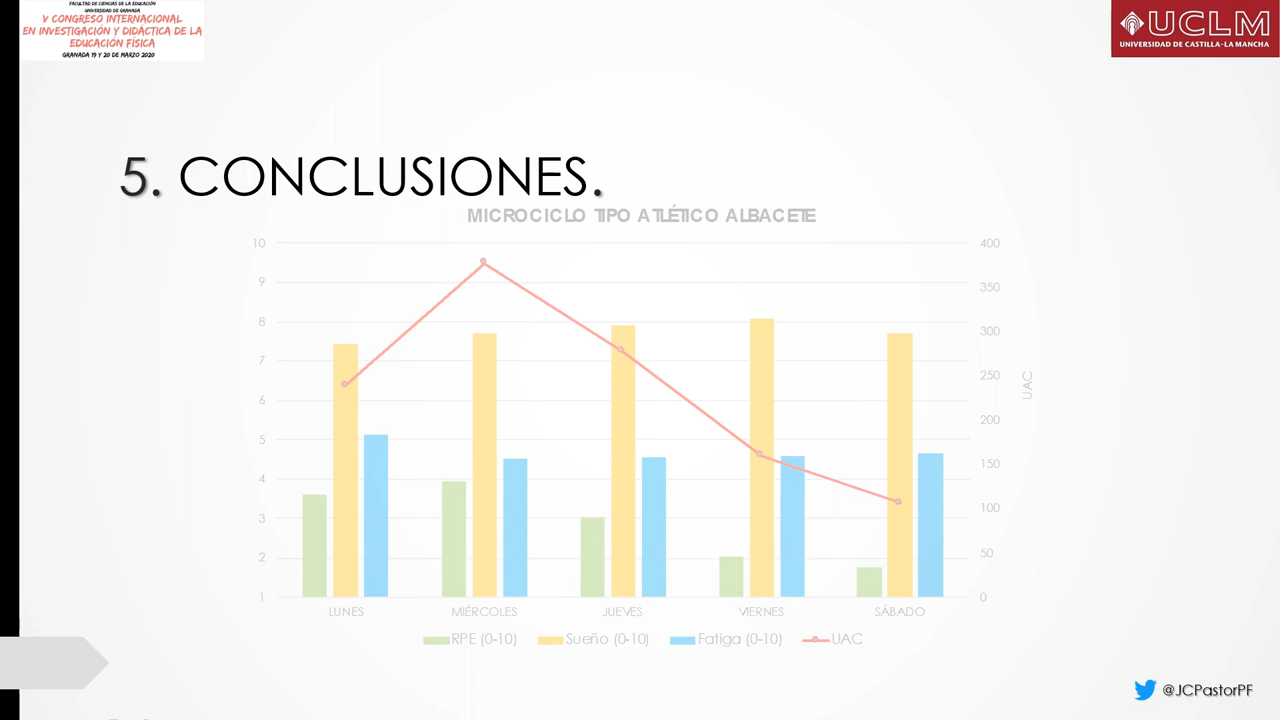 FACULTAD DE CIENCIAS DE LA EDUCACIÓN
UNIVERSIDAD DE GRANADA
V CONGRESO INTERNACIONAL
EN INVESTIGACIÓN Y DIDÁCTICA DE LA
EDUCACIÓN FÍSICA
GRANADA 19 Y 20 DE MARZO 2020
UCLM
UNIVERSIDAD DE CASTILLA-LA MANCHA
5. CONCLUSIONES.
MICROCICLO TIPO ATLÉTICO ALBACETE
10 400
9 350
8 300
7 250
6 200
5 150
4 100
3 50
2 0
1
UAC
LUNES MIÉRCOLES JUEVES VIERNES SÁBADO
RPE (0-10) Sueño (0-10) Fatiga (0-10) UAC
@JCPastorPF